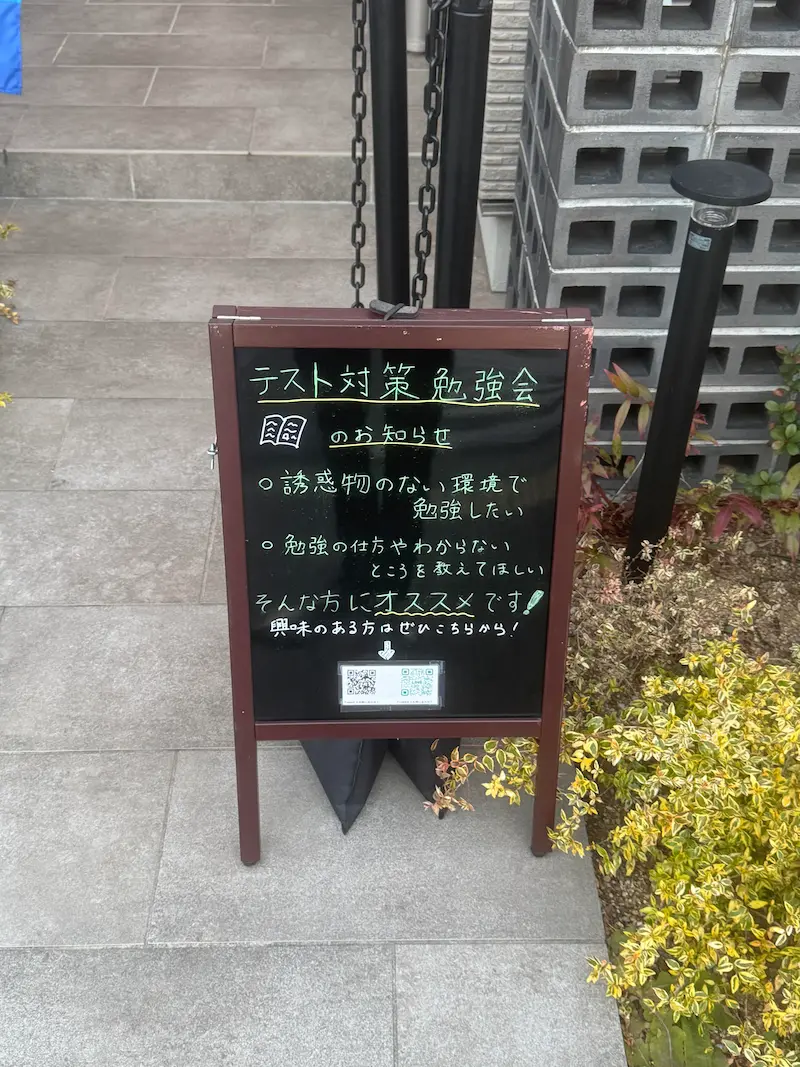 テスト対策勉強会
のお知らせ
○ 誘惑物のない環境で
勉強したい
○ 勉強の仕方やわからない
ところを教えてほしい
そんな方にオススメです!
興味のある方はぜひこちらから!
↓